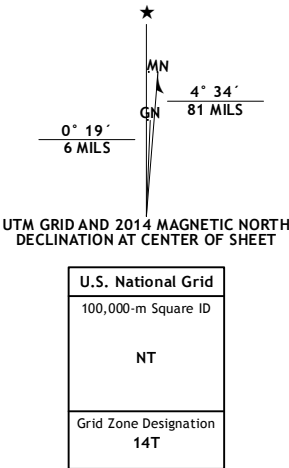 ★
MN
4° 34´
81 MILS
GN
0° 19´
6 MILS
UTM GRID AND 2014 MAGNETIC NORTH
DECLINATION AT CENTER OF SHEET
U.S. National Grid
100,000-m Square ID
NT
Grid Zone Designation
14T